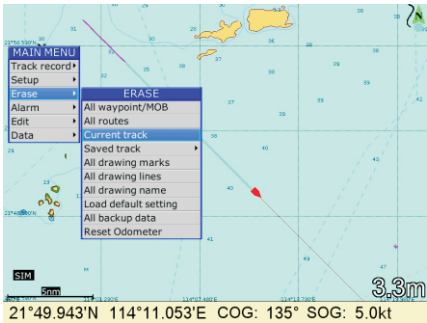 MAIN MENU
Track record
Setup
Erase
Alarm
Edit
Data
ERASE
All waypoint/MOB
All routes
Current track
Saved track
All drawing marks
All drawing lines
All drawing name
Load default setting
All backup data
Reset Odometer
N
SIM
5nm
3.3m
21°49.943'N 114°11.053'E COG: 135° SOG: 5.0kt